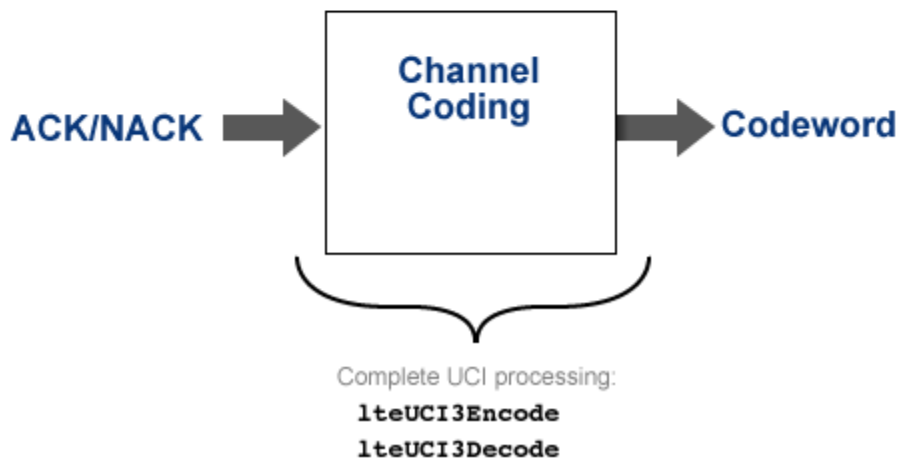 Channel
Coding
ACK/NACK
Codeword
Complete UCI processing:
lteUCI3Encode
lteUCI3Decode